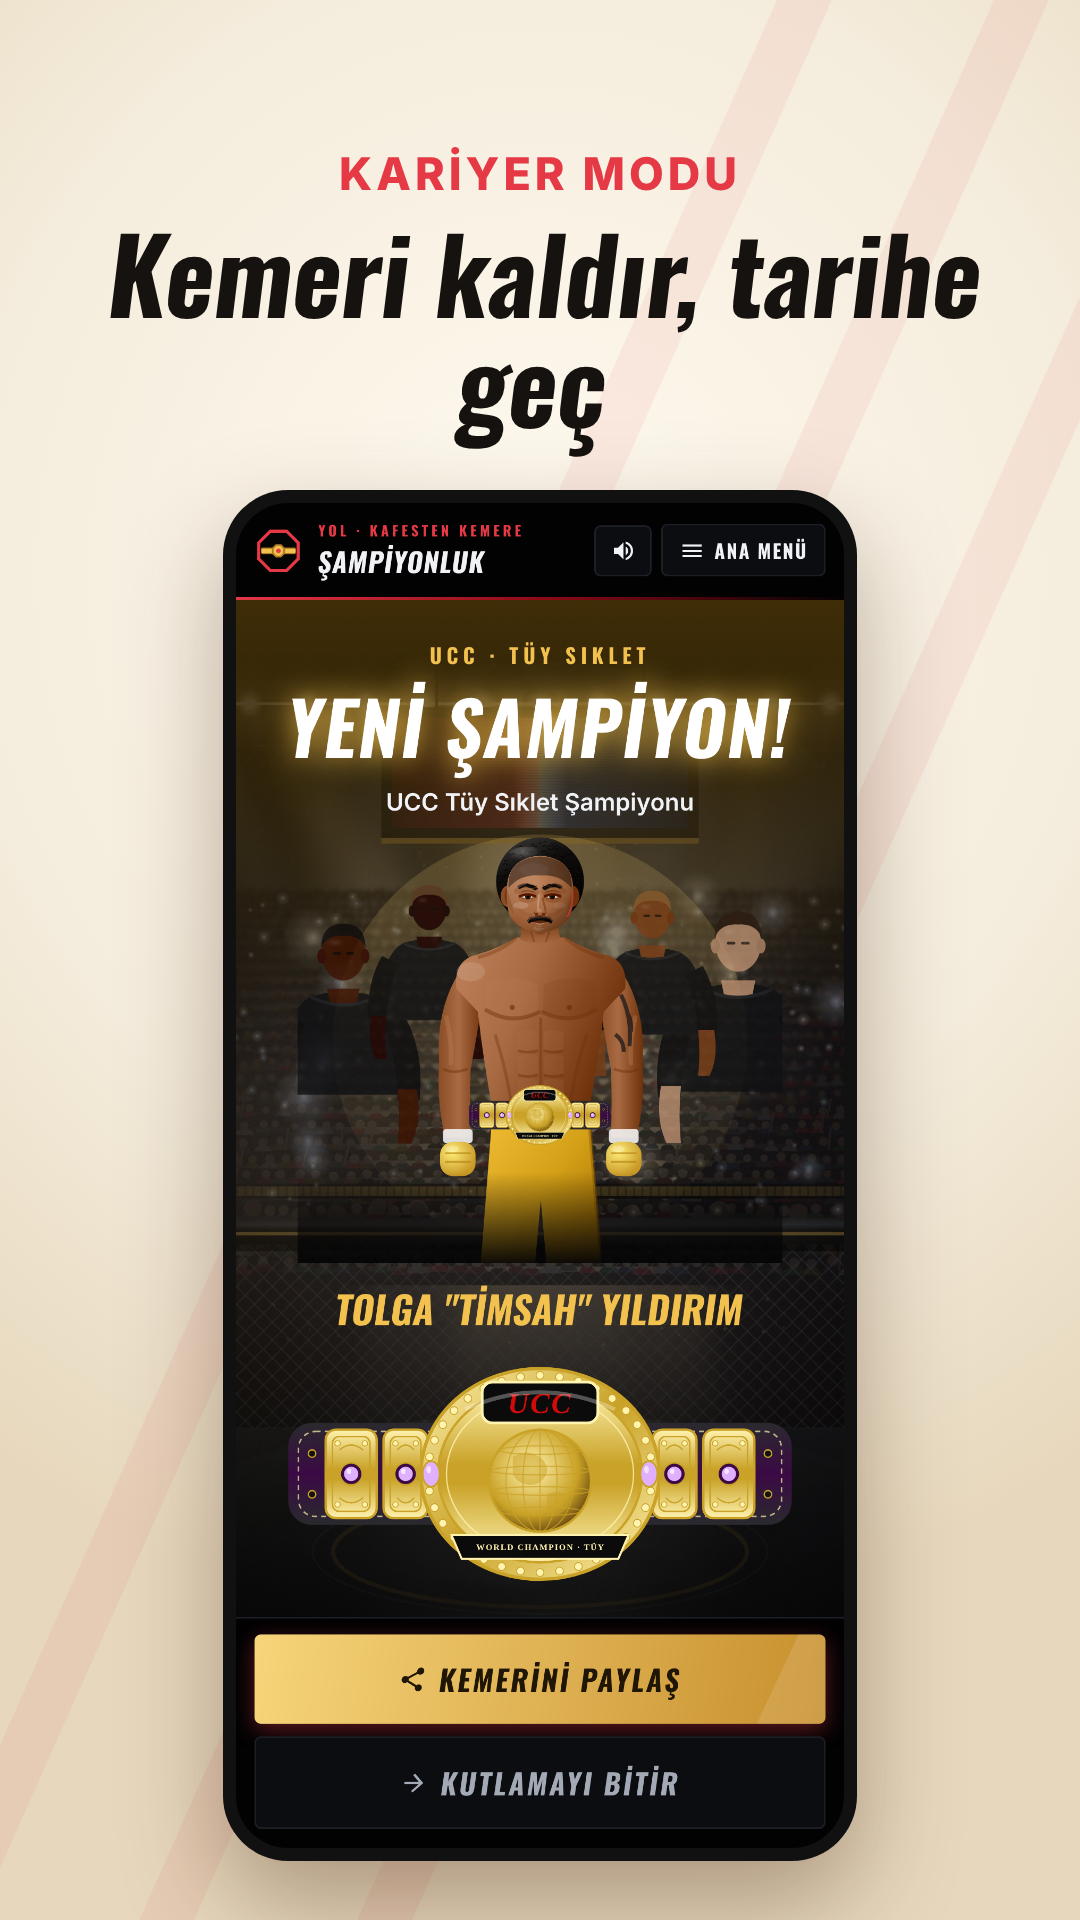 KARİYER MODU
Kemeri kaldır, tarihe
geç
YOL · KAFESTEN KEMERE
ŞAMPİYONLUK
ANA MENÜ
UCC · TÜY SIKLET
YENİ ŞAMPİYON!
UCC Tüy Sıklet Şampiyonu
UCC
TOLGA "TİMSAH" YILDIRIM
UCC
WORLD CHAMPION · TÜY
KEMERİNİ PAYLAŞ
KUTLAMAYI BİTİR